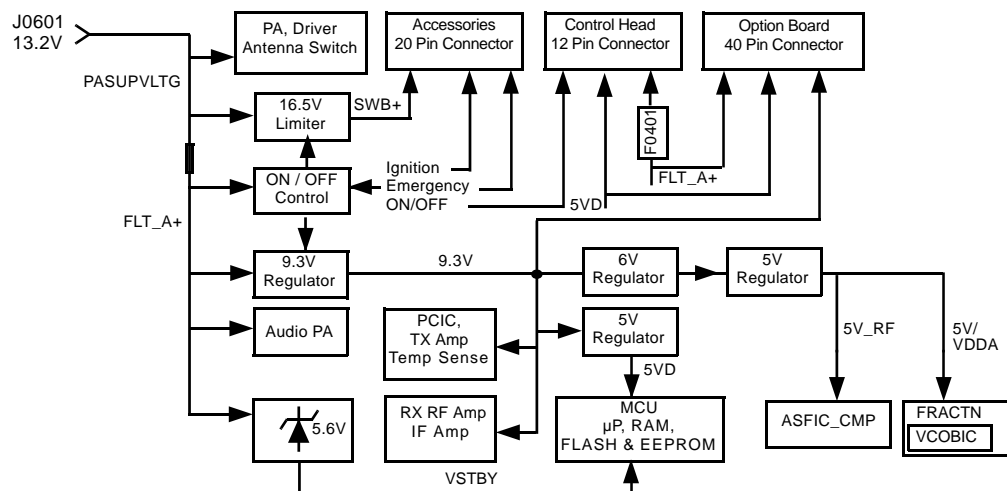 J0601
13.2V
PA, Driver
Antenna Switch
Accessories
20 Pin Connector
Control Head
12 Pin Connector
Option Board
40 Pin Connector
PASUPVLTG
16.5V
Limiter
SWB+
F0401
ON / OFF
Control
Ignition
Emergency
ON/OFF
5VD
FLT_A+
FLT_A+
9.3V
Regulator
9.3V
6V
Regulator
5V
Regulator
Audio PA
PCIC,
TX Amp
Temp Sense
5V
Regulator
5V_RF
5V/
VDDA
5VD
5.6V
RX RF Amp
IF Amp
MCU
µP, RAM,
FLASH & EEPROM
ASFIC_CMP
FRACTN
VCOBIC
VSTBY